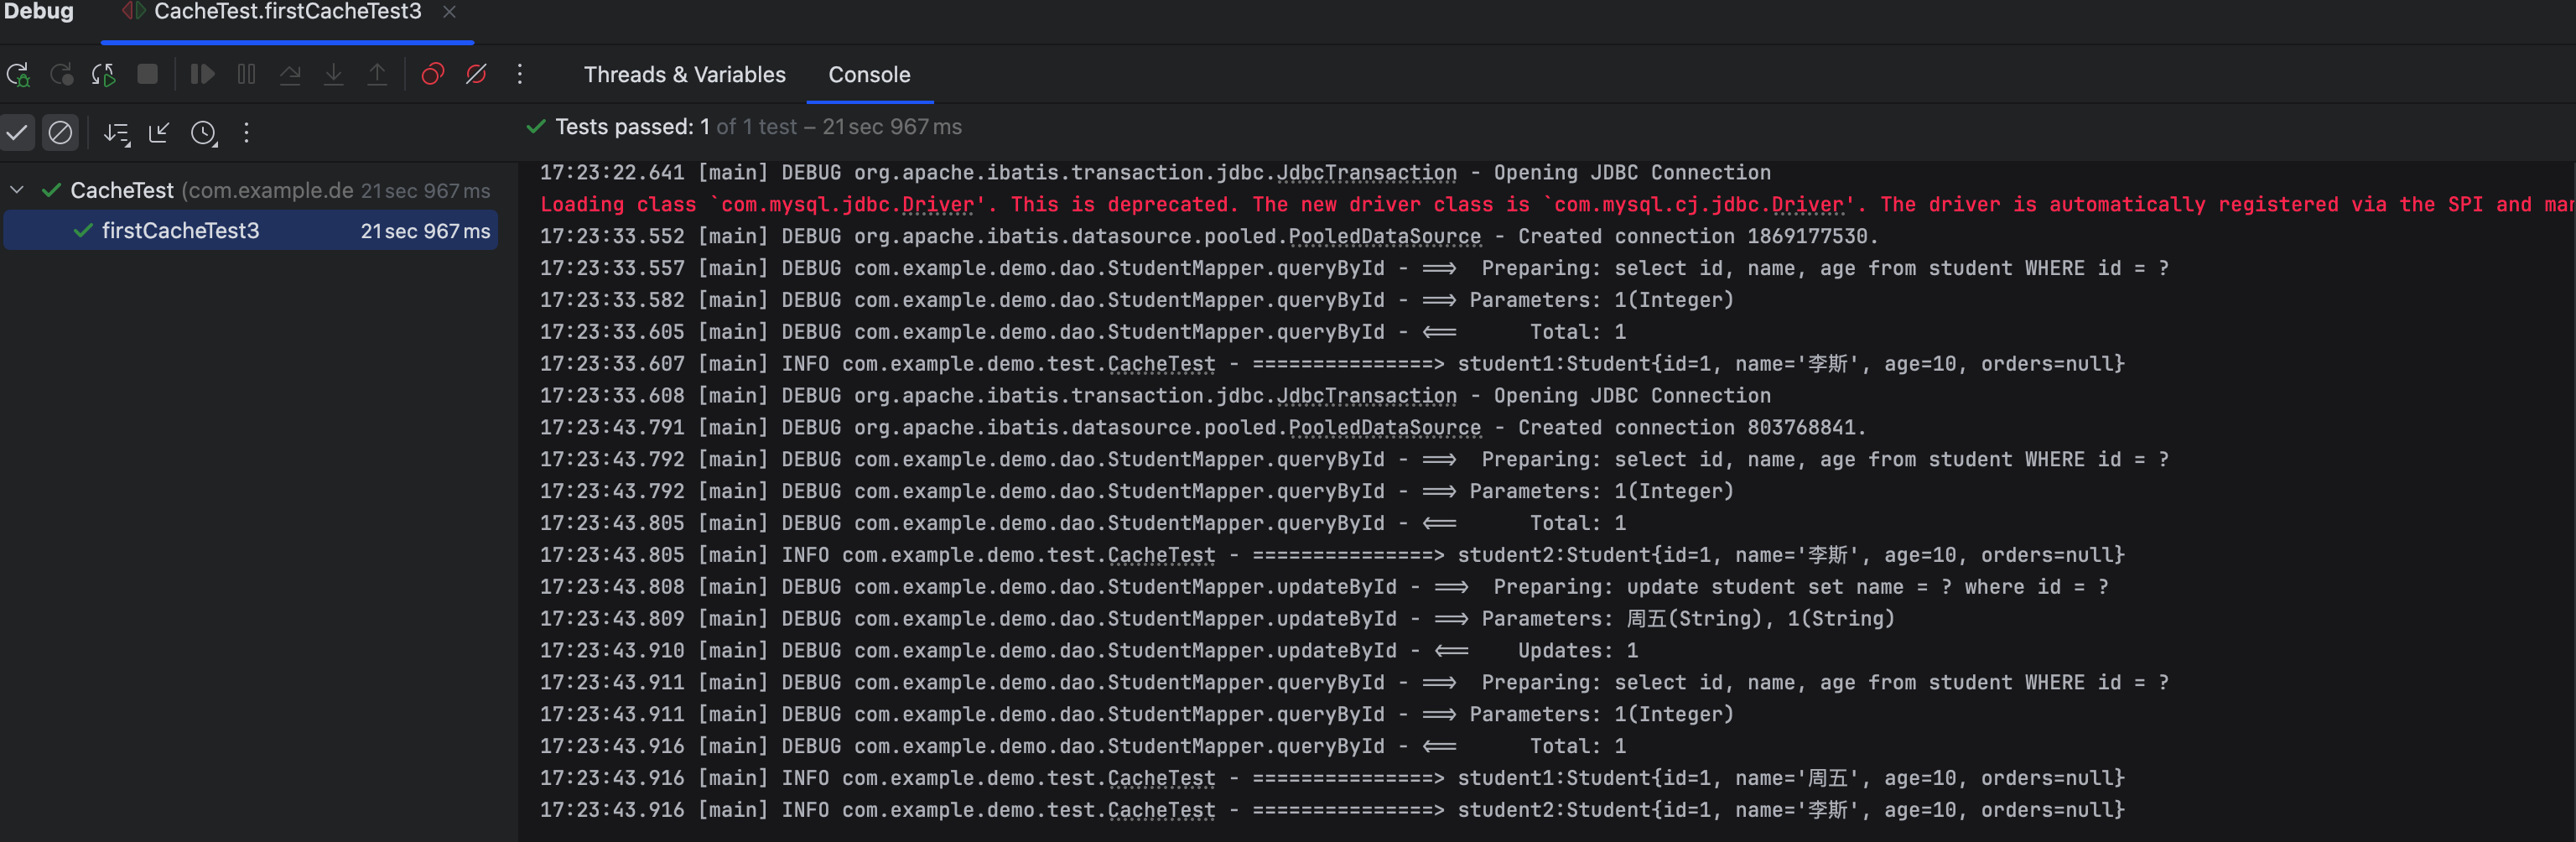 Debug CacheTest.firstCacheTest3
Threads & Variables Console
Tests passed: 1 of 1 test – 21 sec 967 ms
CacheTest (com.example.de 21 sec 967 ms
firstCacheTest3 21 sec 967 ms
17:23:22.641 [main] DEBUG org.apache.ibatis.transaction.jdbc.JdbcTransaction - Opening JDBC Connection
Loading class `com.mysql.jdbc.Driver'. This is deprecated. The new driver class is `com.mysql.cj.jdbc.Driver'. The driver is automatically registered via the SPI and man
17:23:33.552 [main] DEBUG org.apache.ibatis.datasource.pooled.PooledDataSource - Created connection 1869177530.
17:23:33.557 [main] DEBUG com.example.demo.dao.StudentMapper.queryById - ==>  Preparing: select id, name, age from student WHERE id = ?
17:23:33.582 [main] DEBUG com.example.demo.dao.StudentMapper.queryById - ==> Parameters: 1(Integer)
17:23:33.605 [main] DEBUG com.example.demo.dao.StudentMapper.queryById - <==      Total: 1
17:23:33.607 [main] INFO com.example.demo.test.CacheTest - ===============> student1:Student{id=1, name='李斯', age=10, orders=null}
17:23:33.608 [main] DEBUG org.apache.ibatis.transaction.jdbc.JdbcTransaction - Opening JDBC Connection
17:23:43.791 [main] DEBUG org.apache.ibatis.datasource.pooled.PooledDataSource - Created connection 803768841.
17:23:43.792 [main] DEBUG com.example.demo.dao.StudentMapper.queryById - ==>  Preparing: select id, name, age from student WHERE id = ?
17:23:43.792 [main] DEBUG com.example.demo.dao.StudentMapper.queryById - ==> Parameters: 1(Integer)
17:23:43.805 [main] DEBUG com.example.demo.dao.StudentMapper.queryById - <==      Total: 1
17:23:43.805 [main] INFO com.example.demo.test.CacheTest - ===============> student2:Student{id=1, name='李斯', age=10, orders=null}
17:23:43.808 [main] DEBUG com.example.demo.dao.StudentMapper.updateById - ==>  Preparing: update student set name = ? where id = ?
17:23:43.809 [main] DEBUG com.example.demo.dao.StudentMapper.updateById - ==> Parameters: 周五(String), 1(String)
17:23:43.910 [main] DEBUG com.example.demo.dao.StudentMapper.updateById - <==    Updates: 1
17:23:43.911 [main] DEBUG com.example.demo.dao.StudentMapper.queryById - ==>  Preparing: select id, name, age from student WHERE id = ?
17:23:43.911 [main] DEBUG com.example.demo.dao.StudentMapper.queryById - ==> Parameters: 1(Integer)
17:23:43.916 [main] DEBUG com.example.demo.dao.StudentMapper.queryById - <==      Total: 1
17:23:43.916 [main] INFO com.example.demo.test.CacheTest - ===============> student1:Student{id=1, name='周五', age=10, orders=null}
17:23:43.916 [main] INFO com.example.demo.test.CacheTest - ===============> student2:Student{id=1, name='李斯', age=10, orders=null}